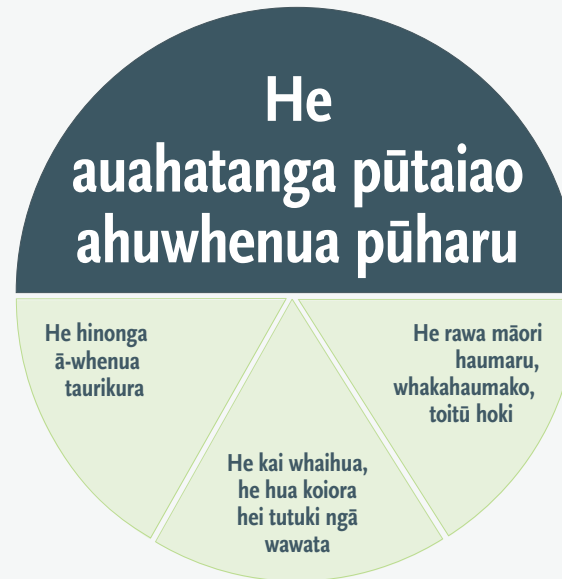 He
auahatanga pūtaiao
ahuwhenua pūharu
He hinonga
ā-whenua
taurikura
He kai whaihua,
he hua koiora
hei tutuki ngā
wawata
He rawa māori
haumaru,
whakahaumako,
toitū hoki